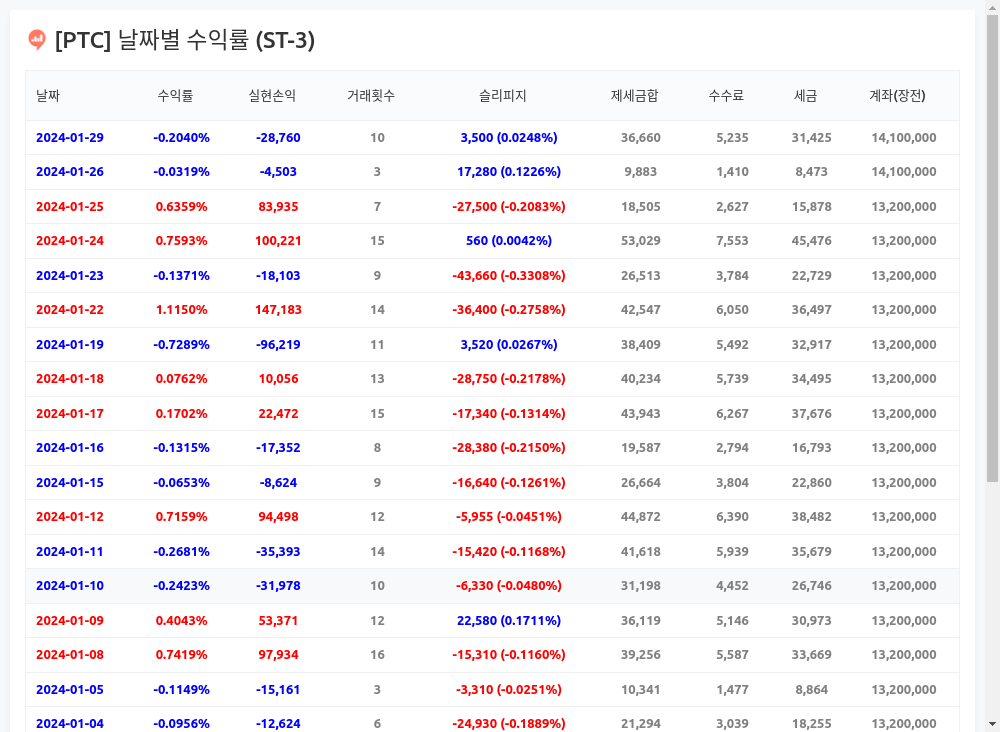 [PTC] 날짜별 수익률 (ST-3)
날짜 수익률 실현손익 거래횟수 슬리피지 제세금합 수수료 세금 계좌(장전)
2024-01-29 -0.2040% -28,760 10 3,500 (0.0248%) 36,660 5,235 31,425 14,100,000
2024-01-26 -0.0319% -4,503 3 17,280 (0.1226%) 9,883 1,410 8,473 14,100,000
2024-01-25 0.6359% 83,935 7 -27,500 (-0.2083%) 18,505 2,627 15,878 13,200,000
2024-01-24 0.7593% 100,221 15 560 (0.0042%) 53,029 7,553 45,476 13,200,000
2024-01-23 -0.1371% -18,103 9 -43,660 (-0.3308%) 26,513 3,784 22,729 13,200,000
2024-01-22 1.1150% 147,183 14 -36,400 (-0.2758%) 42,547 6,050 36,497 13,200,000
2024-01-19 -0.7289% -96,219 11 3,520 (0.0267%) 38,409 5,492 32,917 13,200,000
2024-01-18 0.0762% 10,056 13 -28,750 (-0.2178%) 40,234 5,739 34,495 13,200,000
2024-01-17 0.1702% 22,472 15 -17,340 (-0.1314%) 43,943 6,267 37,676 13,200,000
2024-01-16 -0.1315% -17,352 8 -28,380 (-0.2150%) 19,587 2,794 16,793 13,200,000
2024-01-15 -0.0653% -8,624 9 -16,640 (-0.1261%) 26,664 3,804 22,860 13,200,000
2024-01-12 0.7159% 94,498 12 -5,955 (-0.0451%) 44,872 6,390 38,482 13,200,000
2024-01-11 -0.2681% -35,393 14 -15,420 (-0.1168%) 41,618 5,939 35,679 13,200,000
2024-01-10 -0.2423% -31,978 10 -6,330 (-0.0480%) 31,198 4,452 26,746 13,200,000
2024-01-09 0.4043% 53,371 12 22,580 (0.1711%) 36,119 5,146 30,973 13,200,000
2024-01-08 0.7419% 97,934 16 -15,310 (-0.1160%) 39,256 5,587 33,669 13,200,000
2024-01-05 -0.1149% -15,161 3 -3,310 (-0.0251%) 10,341 1,477 8,864 13,200,000
2024-01-04 -0.0956% -12,624 6 -24,930 (-0.1889%) 21,294 3,039 18,255 13,200,000